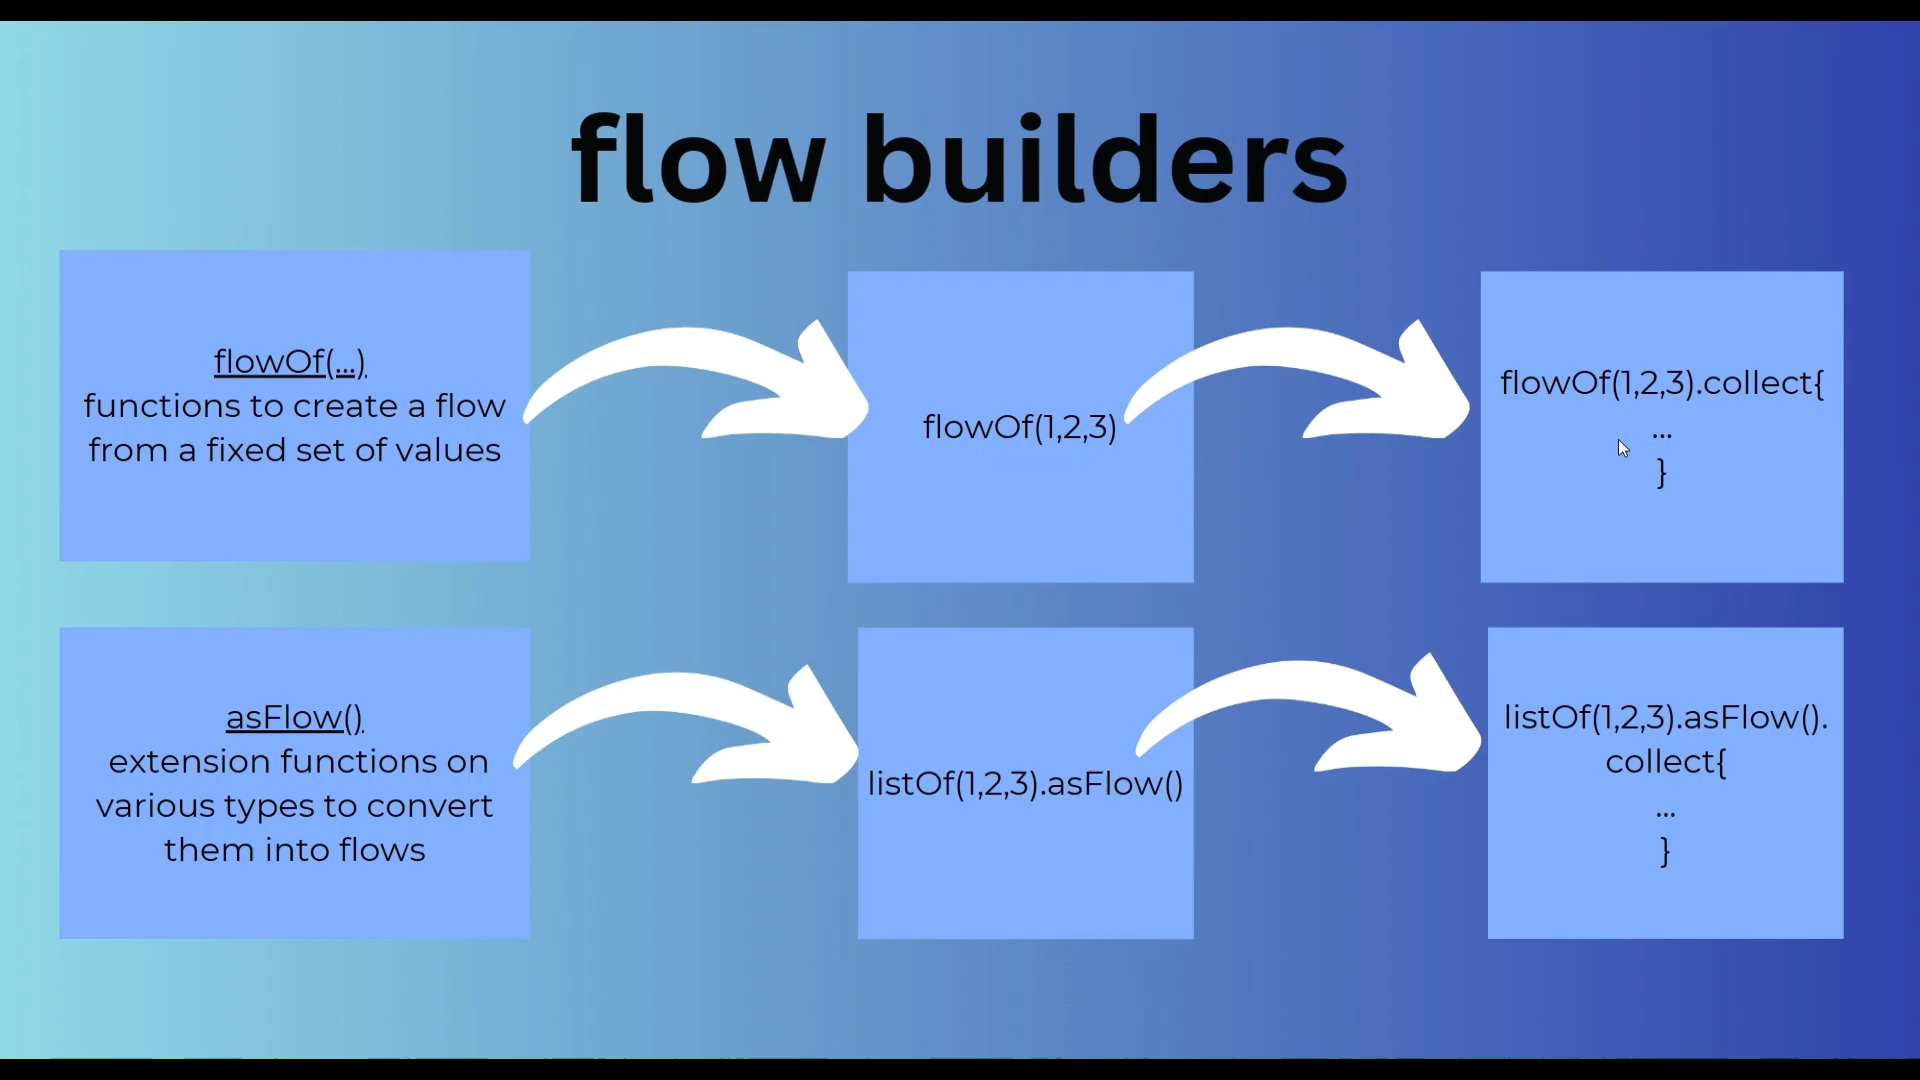 flow builders
flowOf(...)
functions to create a flow
from a fixed set of values
flowOf(1,2,3)
flowOf(1,2,3).collect{
...
}
asFlow()
extension functions on
various types to convert
them into flows
listOf(1,2,3).asFlow()
listOf(1,2,3).asFlow().
collect{
...
}